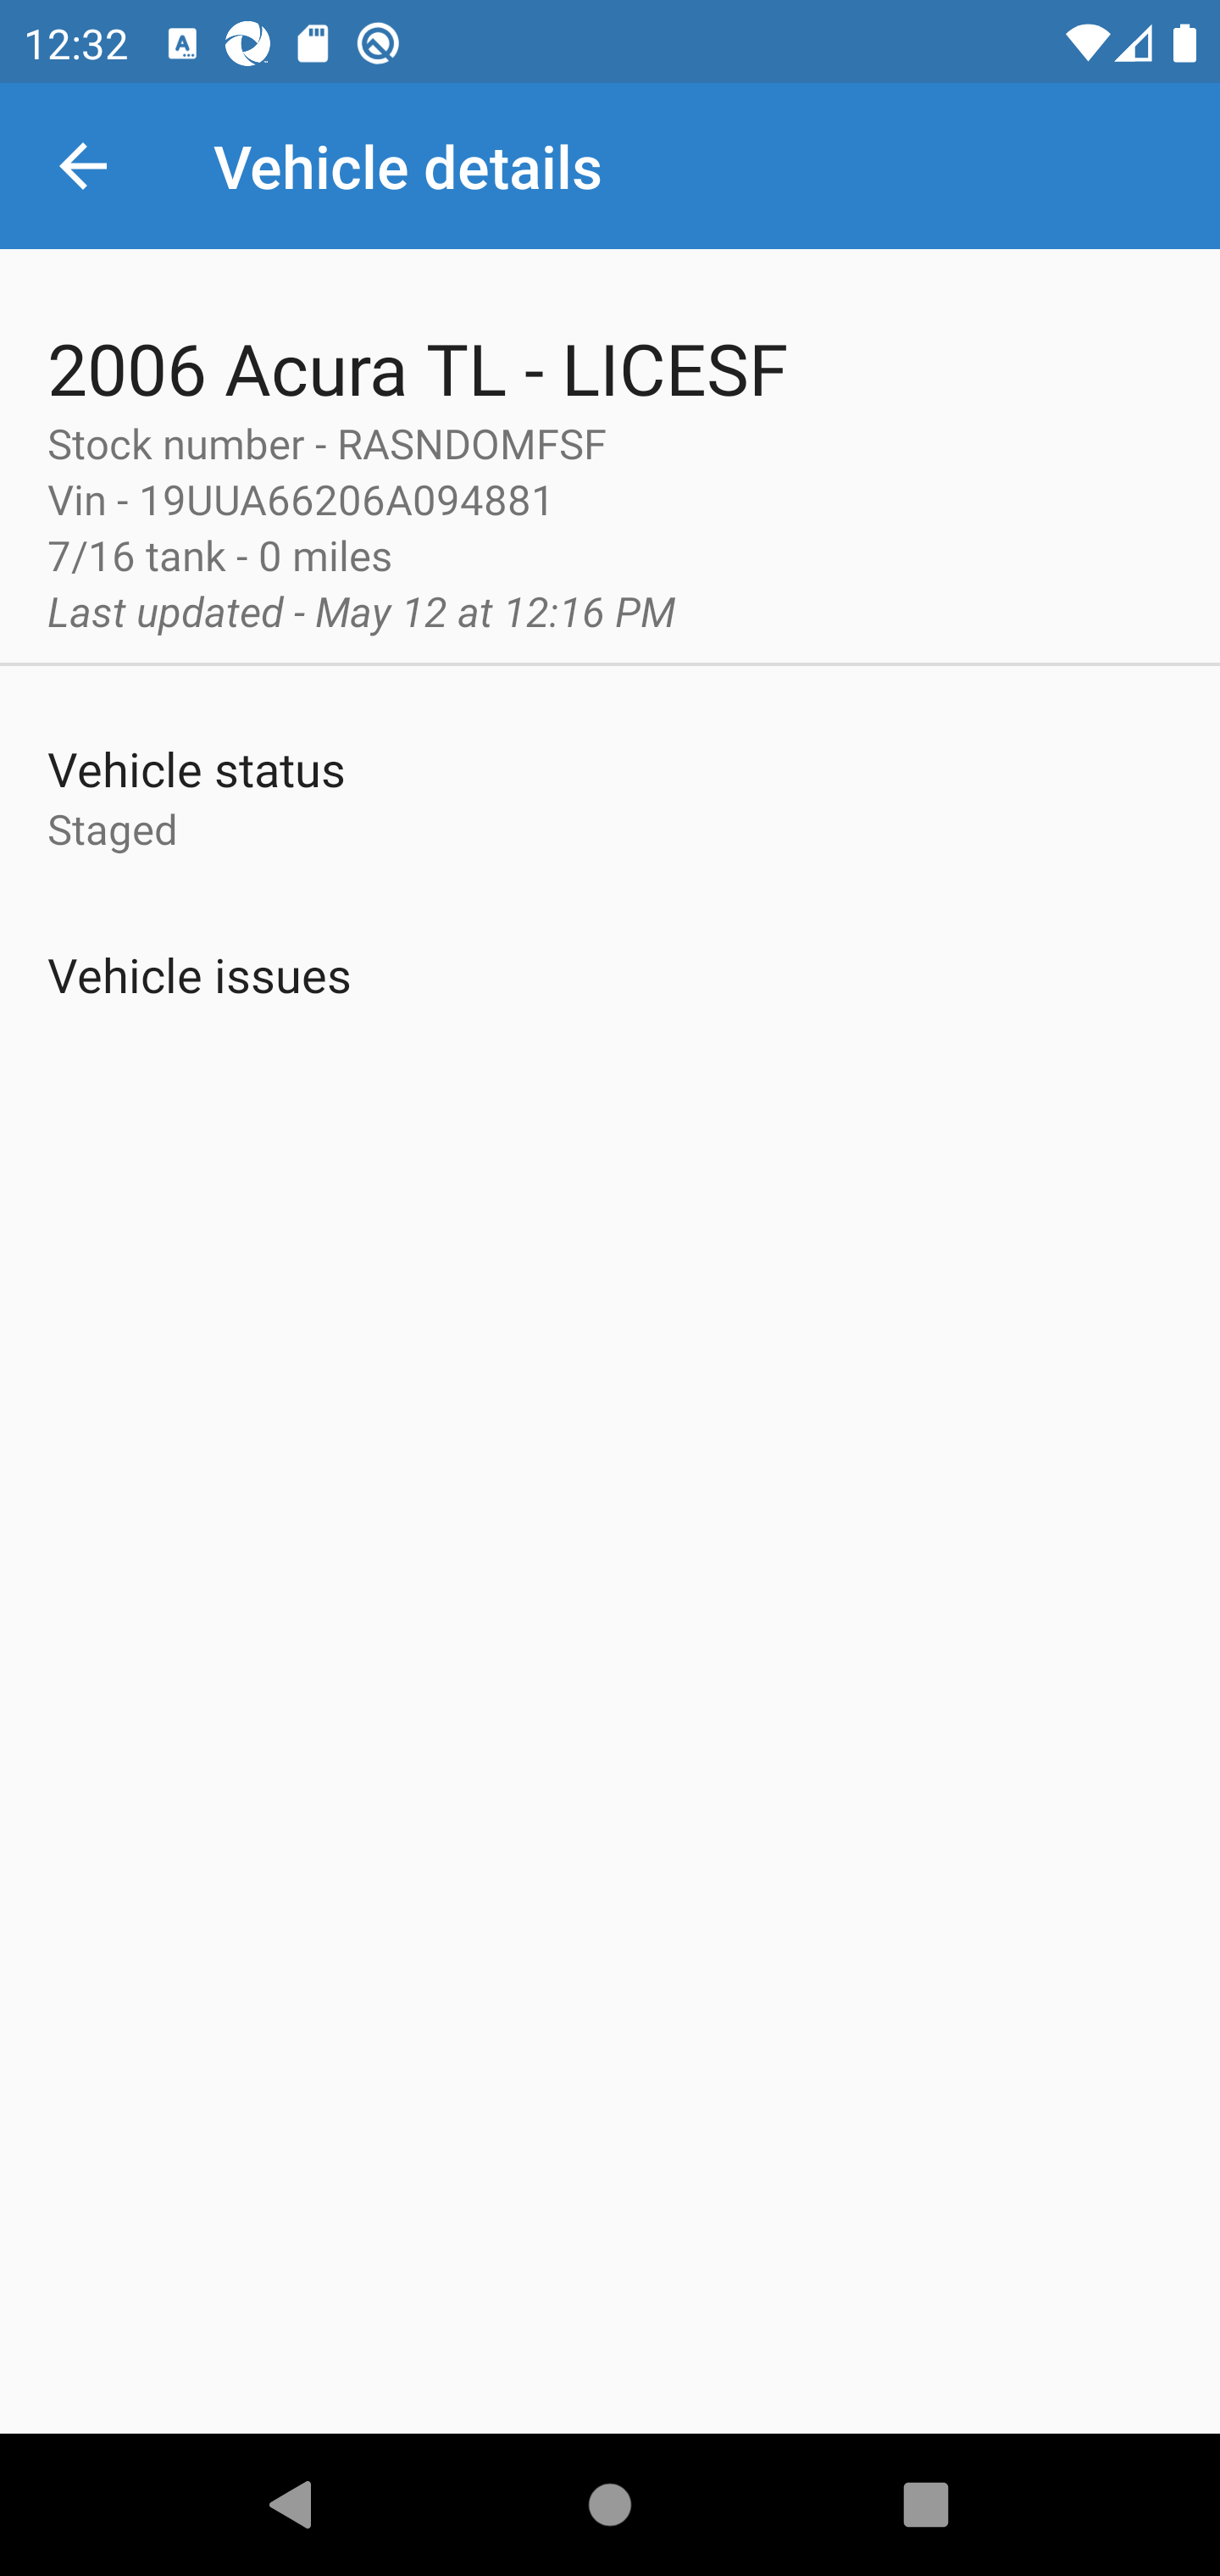 12:32
Vehicle details
2006 Acura TL - LICESF
Stock number - RASNDOMFSF
Vin - 19UUA66206A094881
7/16 tank - 0 miles
Last updated - May 12 at 12:16 PM
Vehicle status
Staged
Vehicle issues